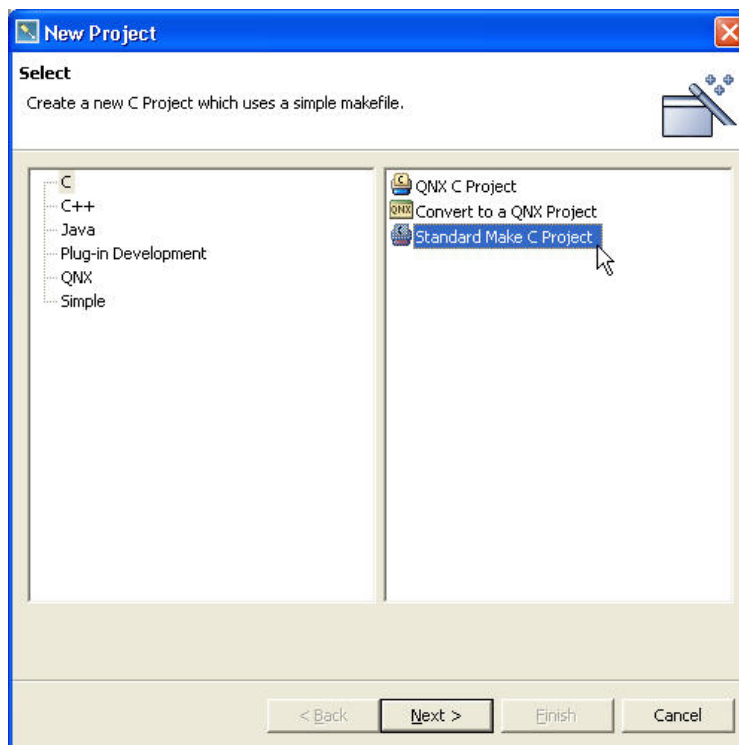 New Project
Select
Create a new C Project which uses a simple makefile.
C
C++
Java
Plug-in Development
QNX
Simple
QNX C Project
QNX Convert to a QNX Project
Standard Make C Project
< Back Next > Finish Cancel